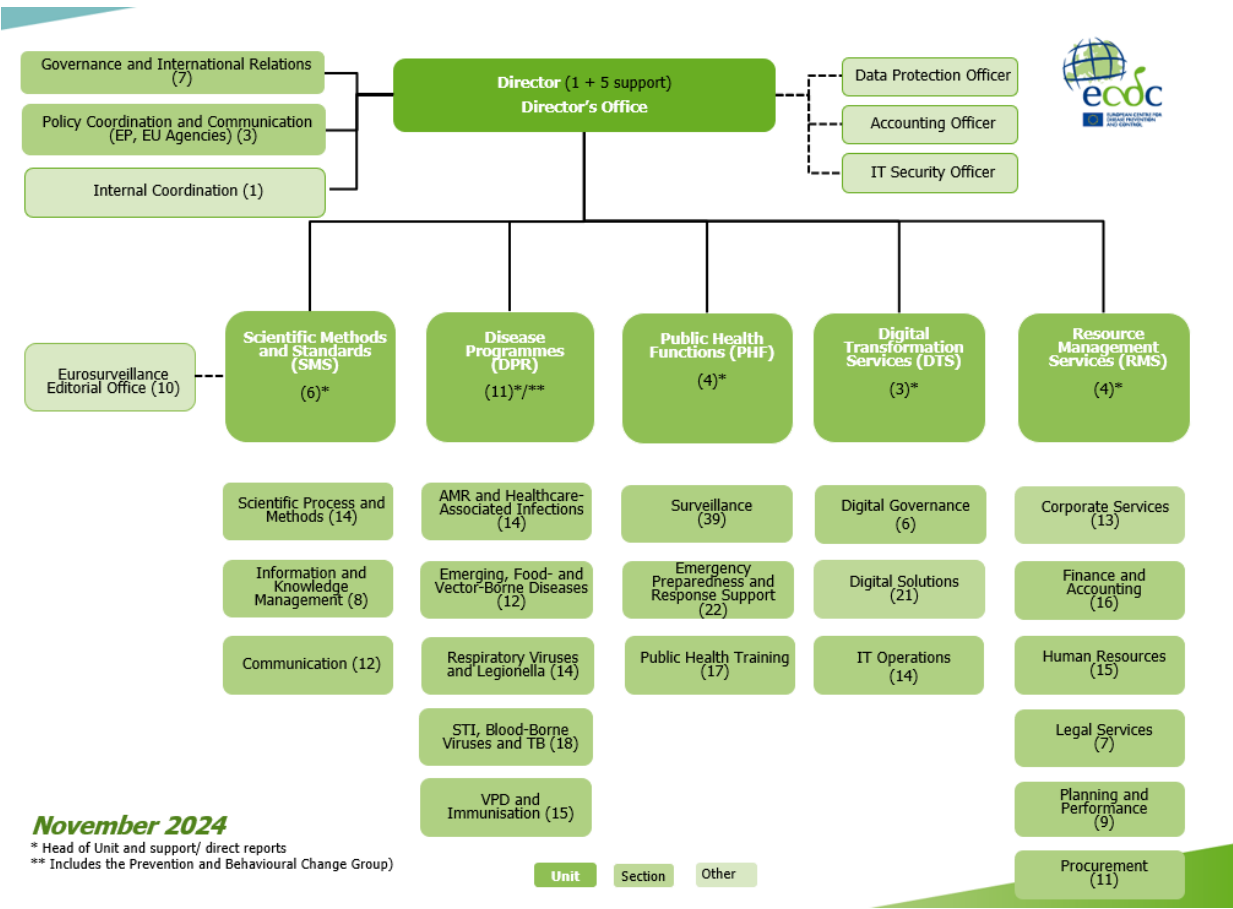 Governance and International Relations
(7)
Policy Coordination and Communication
(EP, EU Agencies) (3)
Internal Coordination (1)
Director (1 + 5 support)
Director's Office
Data Protection Officer
Accounting Officer
IT Security Officer
ecdc
EUROPEAN CENTRE FOR
DISEASE PREVENTION
AND CONTROL
Eurosurveillance
Editorial Office (10)
Scientific Methods
and Standards
(SMS)
(6)*
Disease
Programmes
(DPR)
(11)*/**
Public Health
Functions (PHF)
(4)*
Digital
Transformation
Services (DTS)
(3)*
Resource
Management
Services (RMS)
(4)*
Scientific Process and
Methods (14)
Information and
Knowledge
Management (8)
Communication (12)
AMR and Healthcare-
Associated Infections
(14)
Emerging, Food- and
Vector-Borne Diseases
(12)
Respiratory Viruses
and Legionella (14)
STI, Blood-Borne
Viruses and TB (18)
VPD and
Immunisation (15)
Surveillance
(39)
Emergency
Preparedness and
Response Support
(22)
Public Health Training
(17)
Digital Governance
(6)
Digital Solutions
(21)
IT Operations
(14)
Corporate Services
(13)
Finance and
Accounting
(16)
Human Resources
(15)
Legal Services
(7)
Planning and
Performance
(9)
Procurement
(11)
November 2024
* Head of Unit and support/ direct reports
** Includes the Prevention and Behavioural Change Group)
Unit
Section
Other